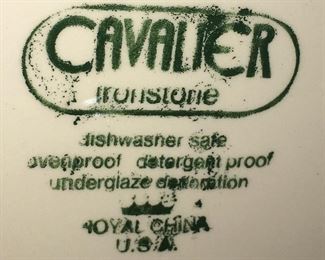 CAVALIER
Ironstone
dishwasher safe
ovenproof detergent proof
underglaze decoration
ROYAL CHINA
U.S.A.